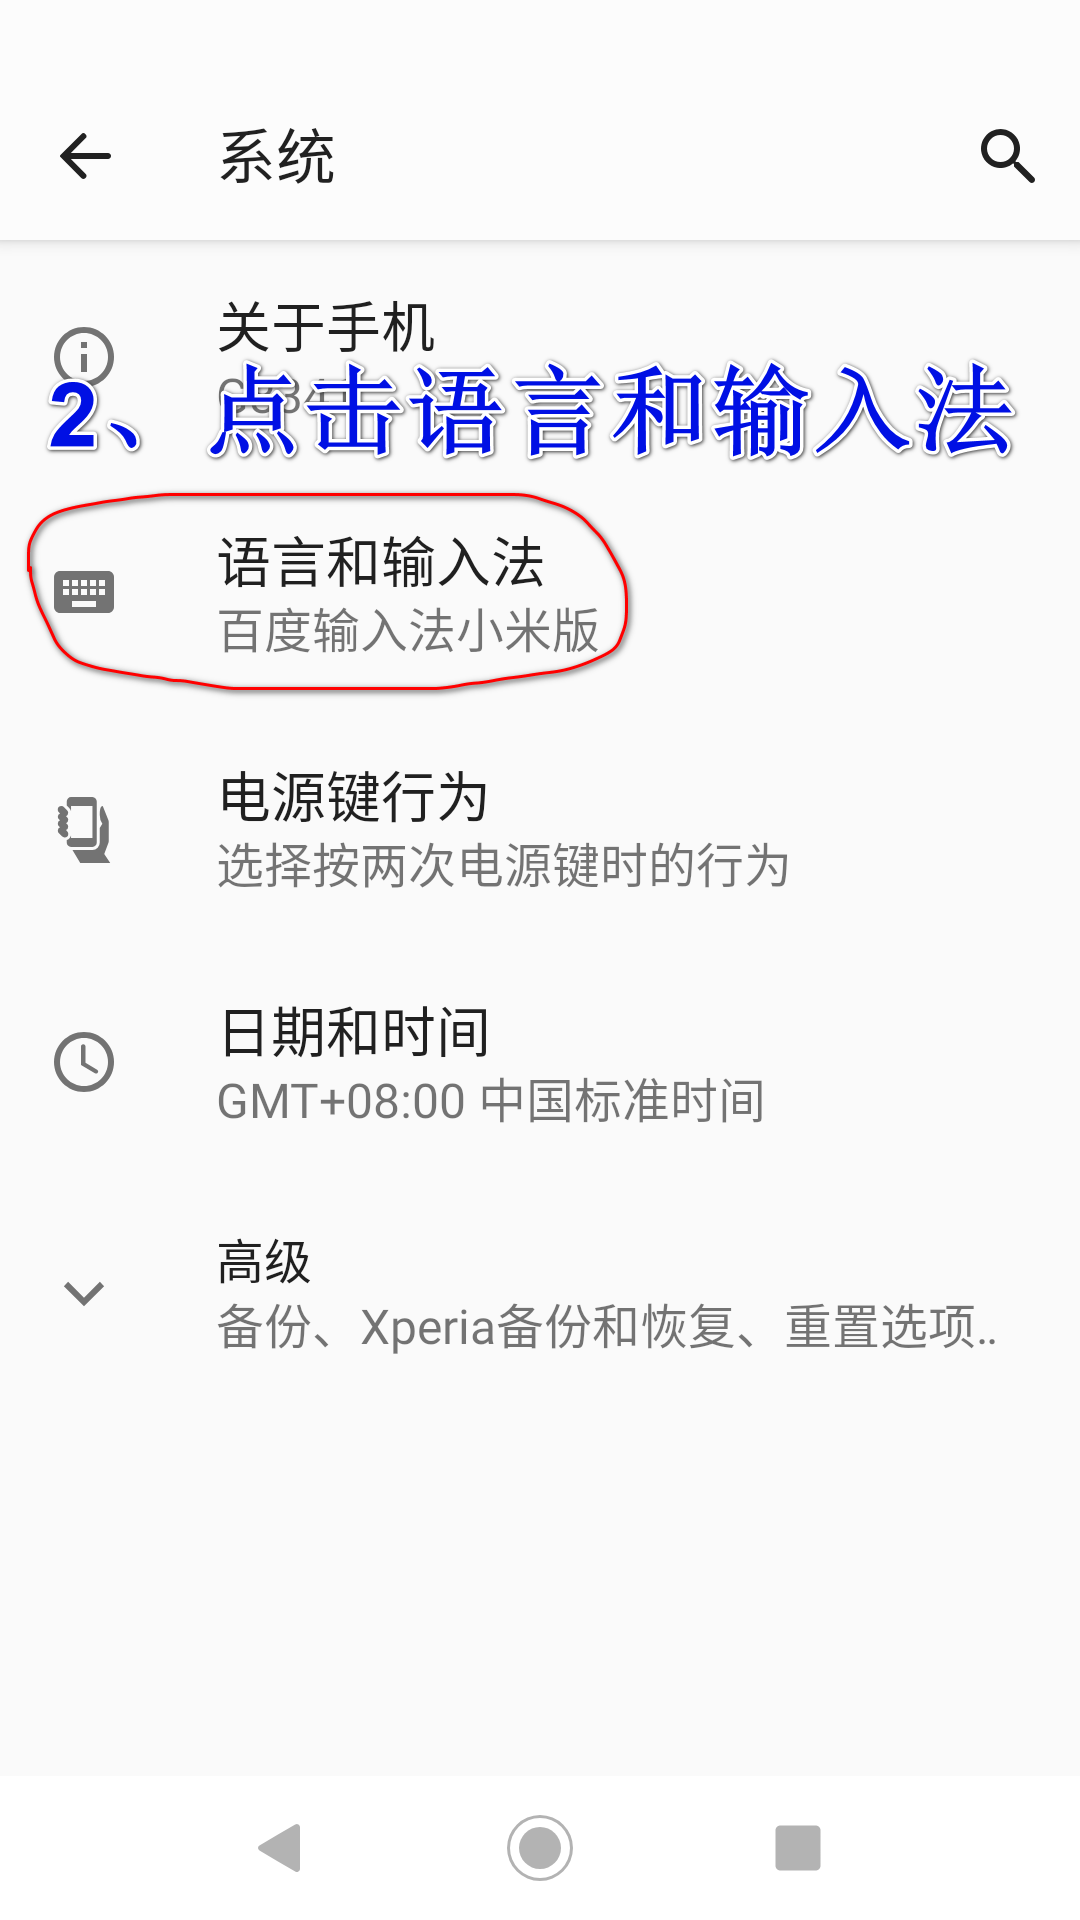 系统
关于手机
2、点击语言和输入法
语言和输入法
百度输入法小米版
电源键行为
选择按两次电源键时的行为
日期和时间
GMT+08:00 中国标准时间
高级
备份、Xperia备份和恢复、重置选项..